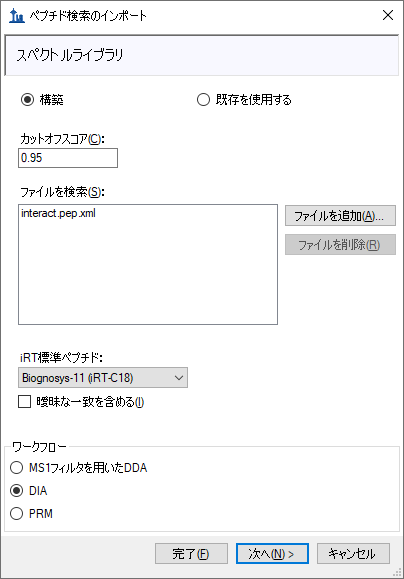 ペプチド検索のインポート
スペクトルライブラリ
構築
既存を使用する
カットオフスコア(C):
0.95
ファイルを検索(S):
interact.pep.xml
ファイルを追加(A)...
ファイルを削除(R)
iRT標準ペプチド:
Biognosys-11 (iRT-C18)
曖昧な一致を含める(I)
ワークフロー
MS1フィルタを用いたDDA
DIA
PRM
完了(F)
次へ(N) >
キャンセル